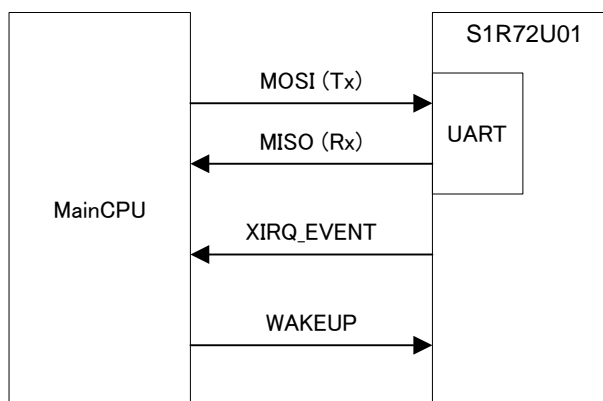 S1R72U01
MOSI (Tx)
UART
MISO (Rx)
MainCPU
XIRQ_EVENT
WAKEUP